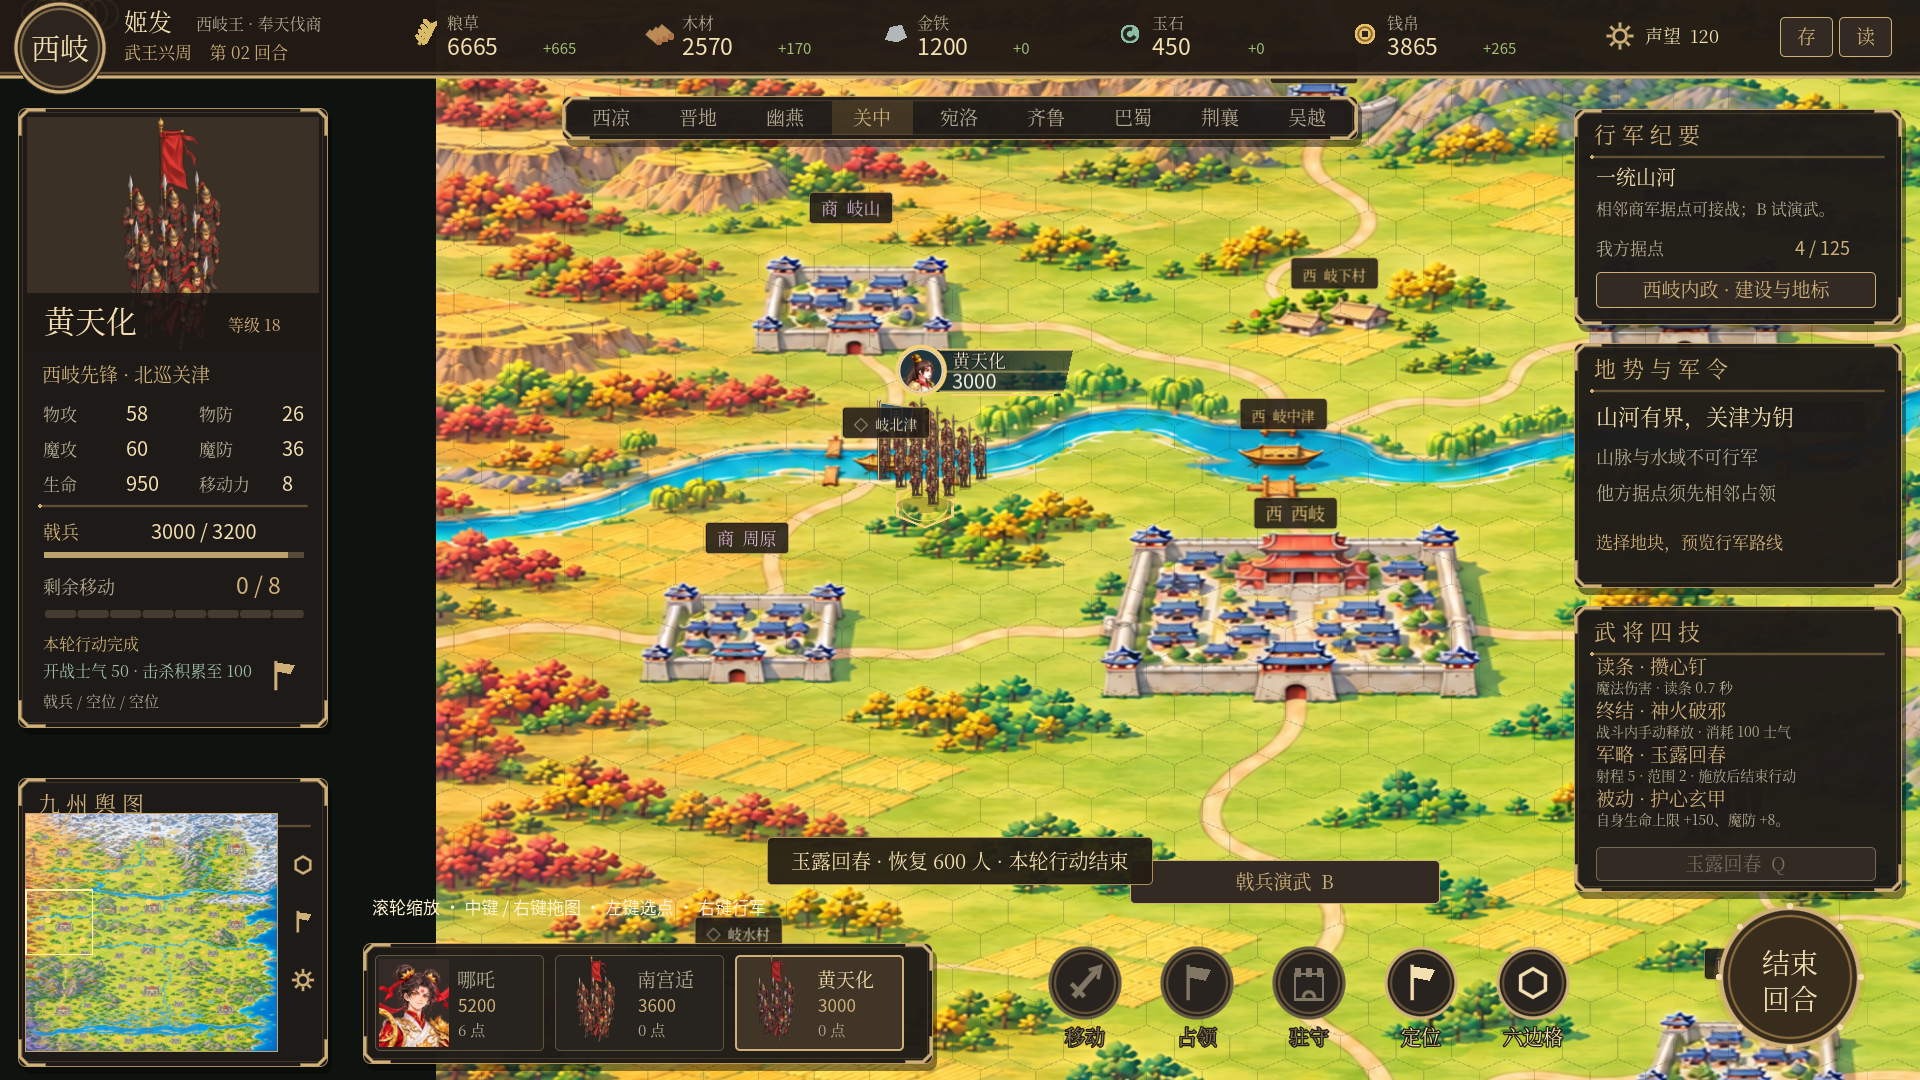 西岐
姬发 西岐王 · 奉天伐商
武王兴周 第 02 回合
粮草 6665 +665
木材 2570 +170
金铁 1200 +0
玉石 450 +0
钱帛 3865 +265
声望 120
存 读
西凉 晋地 幽燕 关中 宛洛 齐鲁 巴蜀 荆襄 吴越
黄天化 等级 18
西岐先锋 · 北巡关津
物攻 58 物防 26
魔攻 60 魔防 36
生命 950 移动力 8
戟兵 3000 / 3200
剩余移动 0 / 8
本轮行动完成
开战士气 50 · 击杀积累至 100
戟兵 / 空位 / 空位
九州舆图
商 岐山
西 岐下村
黄天化
3000
◇ 岐北津
西 岐中津
西 西岐
商 周原
玉露回春 · 恢复 600 人 · 本轮行动结束
戟兵演武 B
滚轮缩放 · 中键 / 右键拖图 · 左键选点 · 右键行军
◇ 岐水村
哪吒
5200
6 点
南宫适
3600
0 点
黄天化
3000
0 点
移动 占领 驻守 定位 六边格
行军纪要
一统山河
相邻商军据点可接战；B 试演武。
我方据点 4 / 125
西岐内政 · 建设与地标
地势与军令
山河有界，关津为钥
山脉与水域不可行军
他方据点须先相邻占领
选择地块，预览行军路线
武将四技
读条 · 攒心钉
魔法伤害 · 读条 0.7 秒
终结 · 神火破邪
战斗内手动释放 · 消耗 100 士气
军略 · 玉露回春
射程 5 · 范围 2 · 施放后结束行动
被动 · 护心玄甲
自身生命上限 +150、魔防 +8。
玉露回春 Q
结束
回合